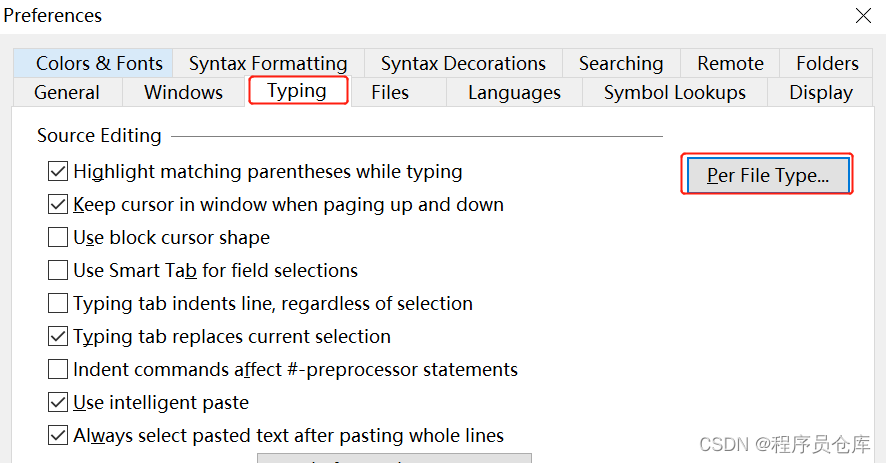 Preferences
Colors & Fonts Syntax Formatting Syntax Decorations Searching Remote Folders
General Windows Typing Files Languages Symbol Lookups Display
Source Editing
Highlight matching parentheses while typing
Per File Type...
Keep cursor in window when paging up and down
Use block cursor shape
Use Smart Tab for field selections
Typing tab indents line, regardless of selection
Typing tab replaces current selection
Indent commands affect #-preprocessor statements
Use intelligent paste
Always select pasted text after pasting whole lines
CSDN @程序员仓库